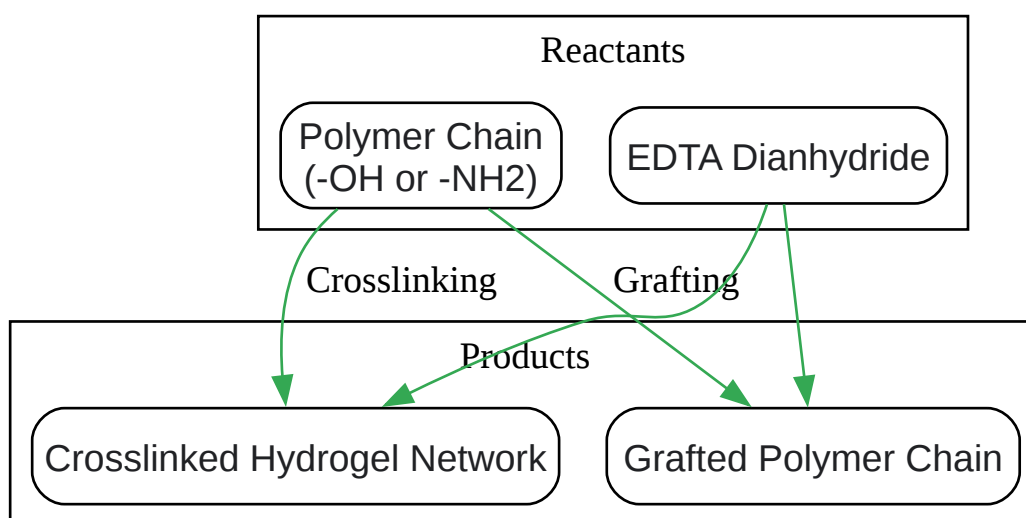 Reactants
Polymer Chain
(-OH or -NH2)
EDTA Dianhydride
Crosslinking
Grafting
Products
Crosslinked Hydrogel Network
Grafted Polymer Chain